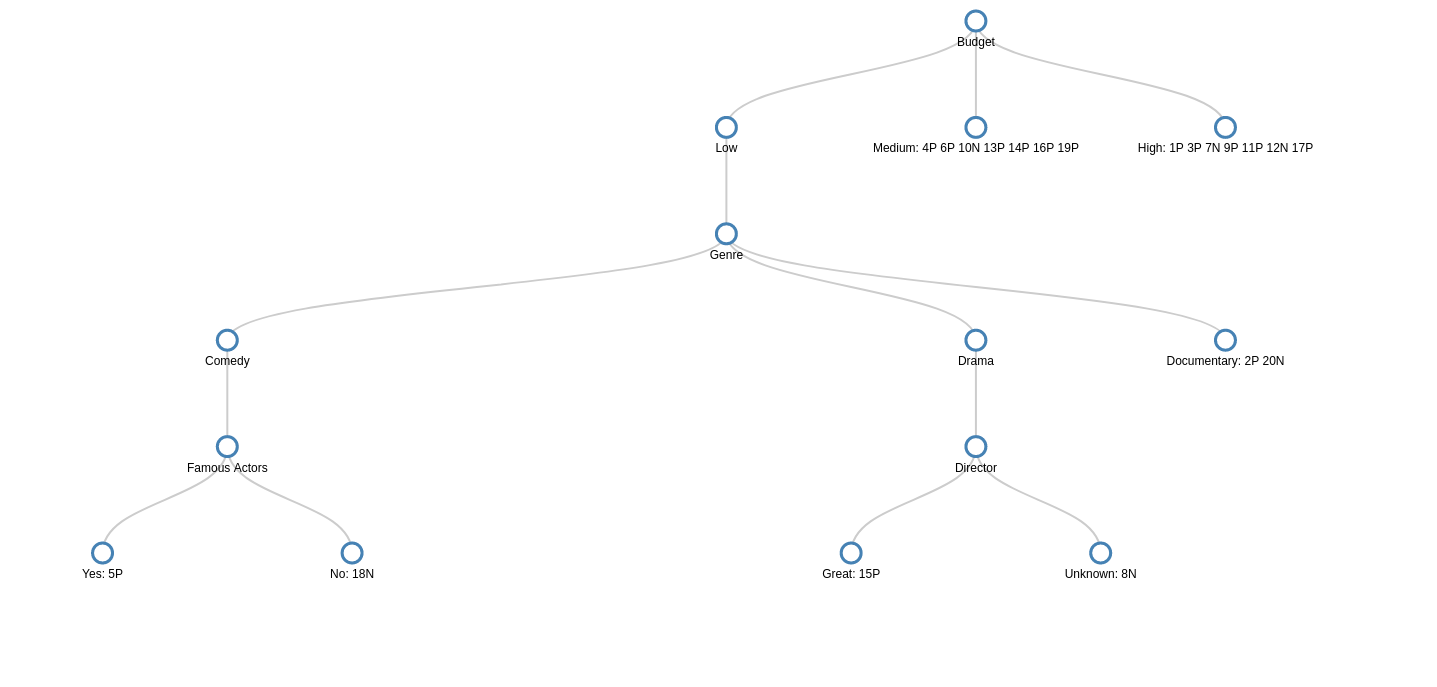 Budget
Low
Medium: 4P 6P 10N 13P 14P 16P 19P
High: 1P 3P 7N 9P 11P 12N 17P
Genre
Comedy
Drama
Documentary: 2P 20N
Famous Actors
Director
Yes: 5P
No: 18N
Great: 15P
Unknown: 8N